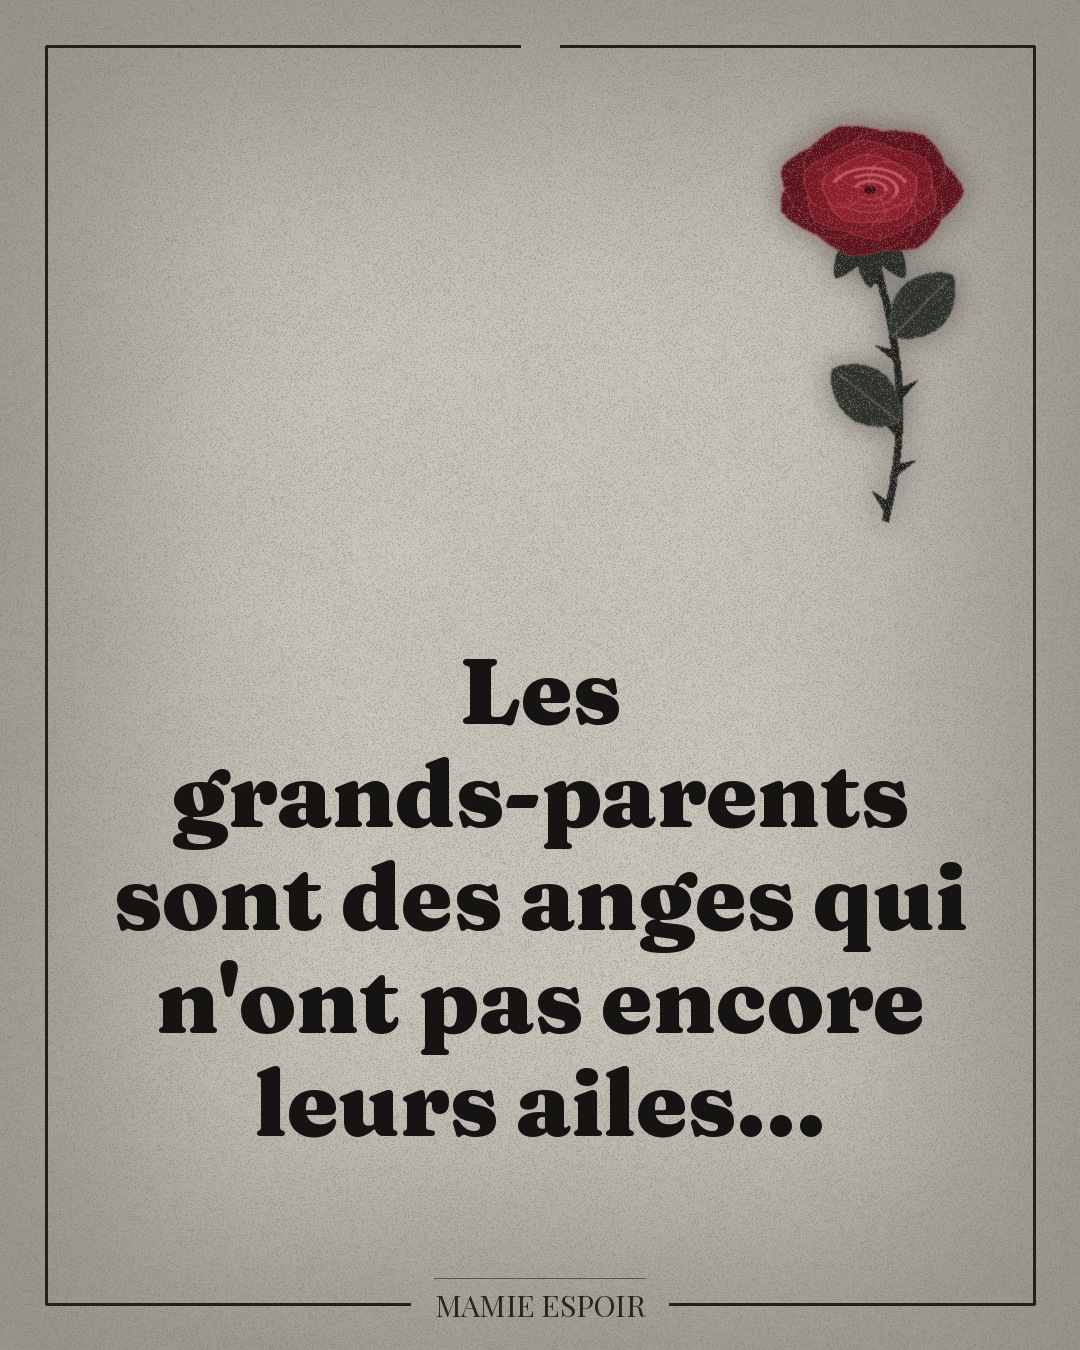 Les
grands-parents
sont des anges qui
n'ont pas encore
leurs ailes...
MAMIE ESPOIR